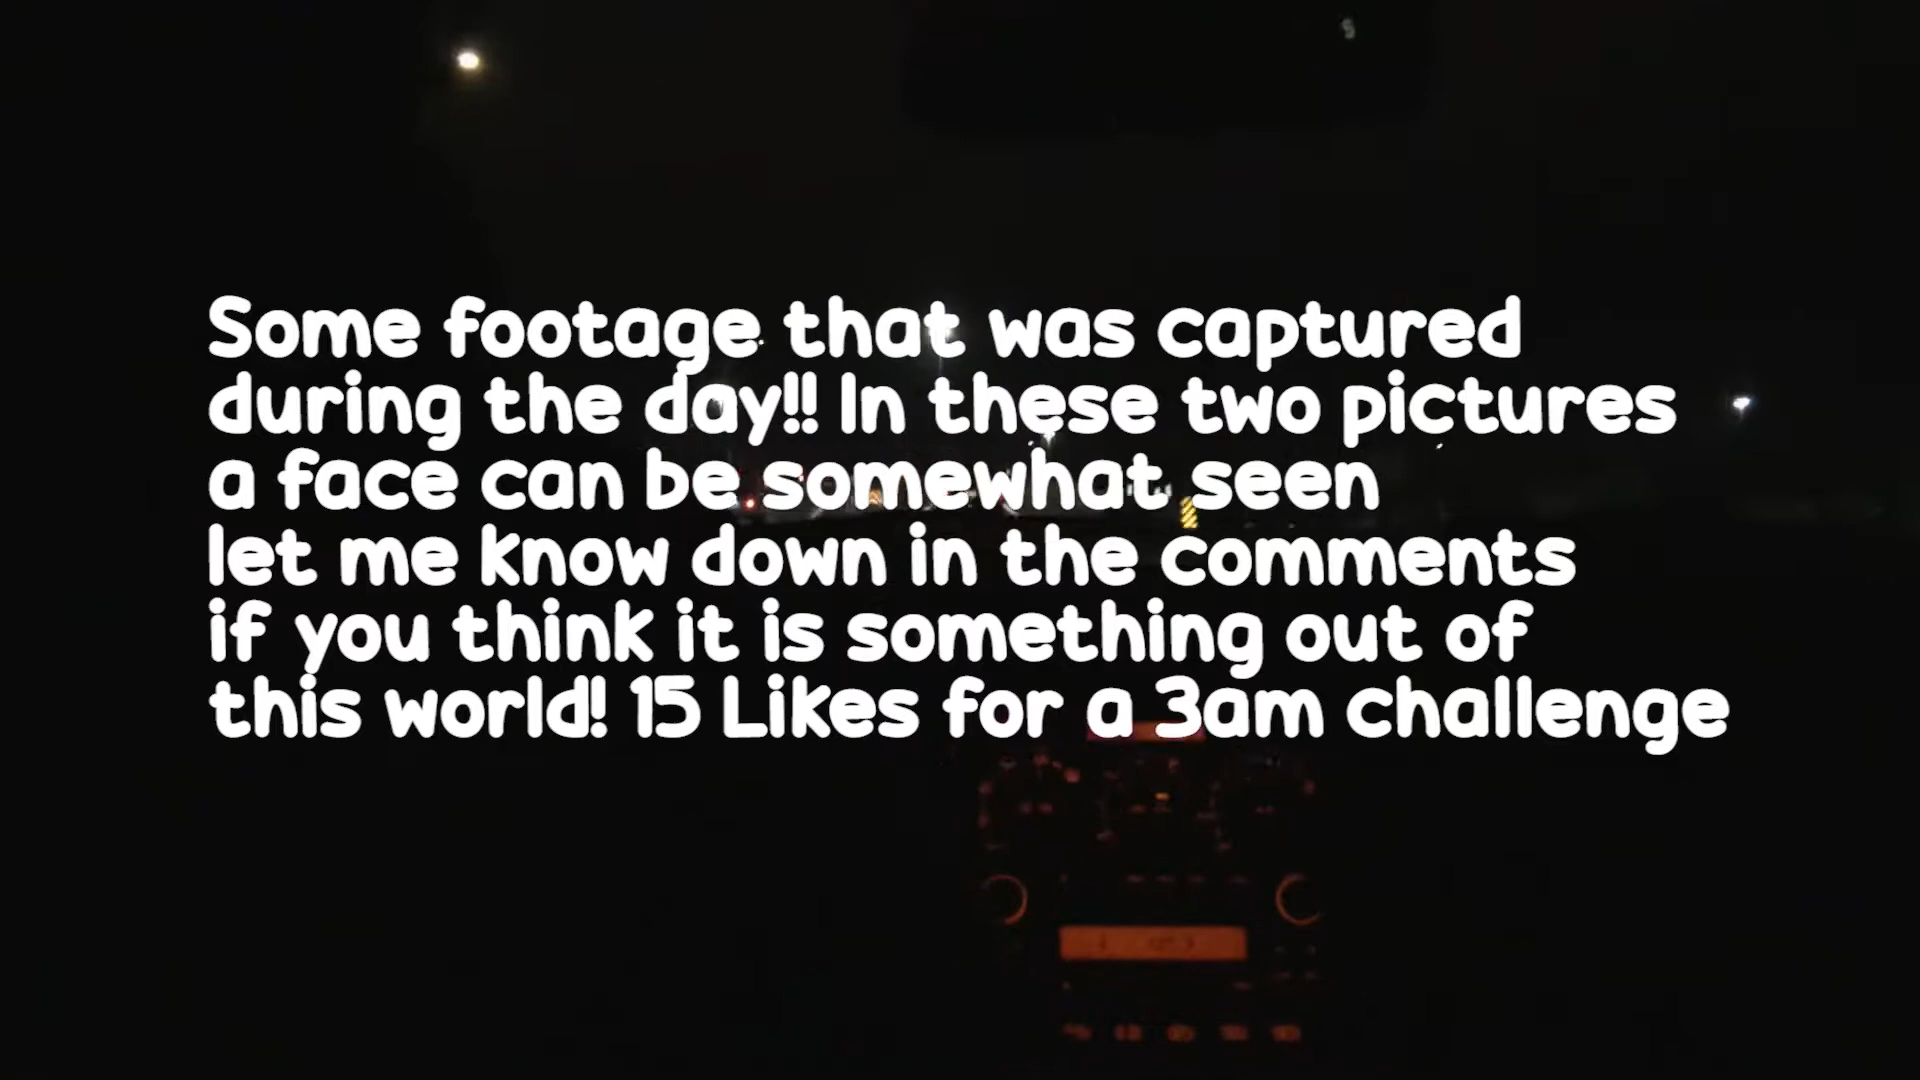 S
Some footage that was captured
during the day!! In these two pictures
a face can be somewhat seen
let me know down in the comments
if you think it is something out of
this world! 15 Likes for a 3am challenge